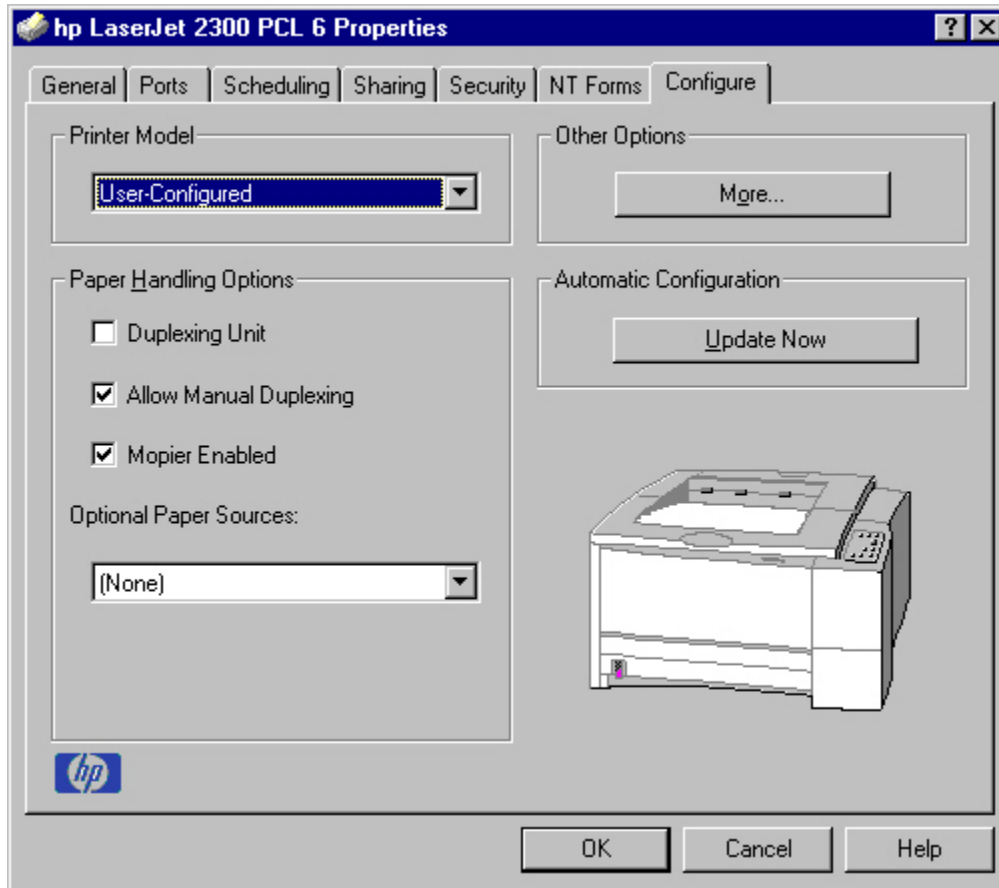 hp LaserJet 2300 PCL 6 Properties
General Ports Scheduling Sharing Security NT Forms Configure
Printer Model
User-Configured
Other Options
More...
Paper Handling Options
Duplexing Unit
Allow Manual Duplexing
Mopier Enabled
Optional Paper Sources:
(None)
Automatic Configuration
Update Now
hp
OK Cancel Help